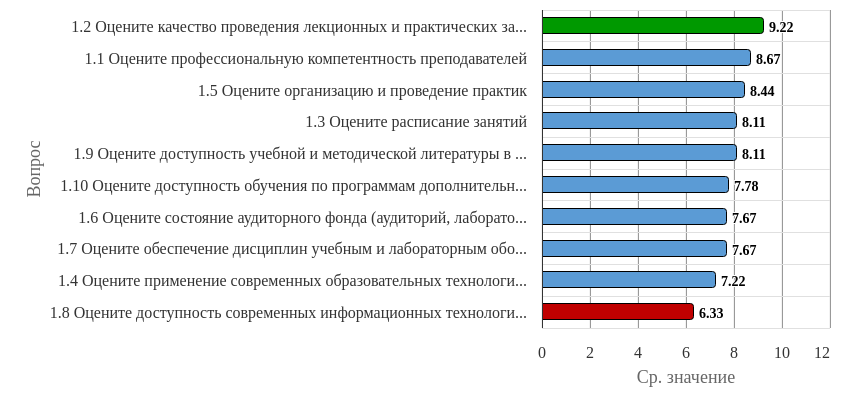 1.2 Оцените качество проведения лекционных и практических за... 9.22
1.1 Оцените профессиональную компетентность преподавателей 8.67
1.5 Оцените организацию и проведение практик 8.44
1.3 Оцените расписание занятий 8.11
1.9 Оцените доступность учебной и методической литературы в ... 8.11
1.10 Оцените доступность обучения по программам дополнительн... 7.78
1.6 Оцените состояние аудиторного фонда (аудиторий, лаборато... 7.67
1.7 Оцените обеспечение дисциплин учебным и лабораторным обо... 7.67
1.4 Оцените применение современных образовательных технологи... 7.22
1.8 Оцените доступность современных информационных технологи... 6.33
Вопрос
0 2 4 6 8 10 12
Ср. значение